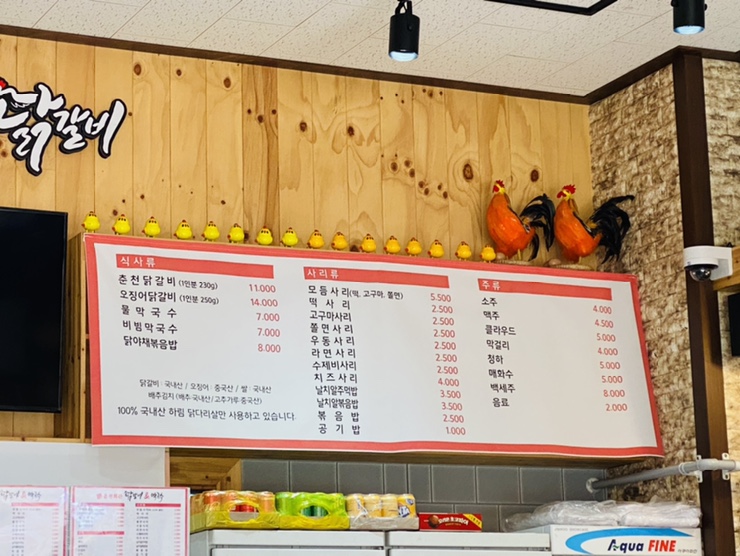 닭갈비
식사류
춘천닭갈비 (1인분 230g) 11.000
오징어닭갈비 (1인분 250g) 14.000
물막국수 7.000
비빔막국수 7.000
닭야채볶음밥 8.000
닭갈비 : 국내산 / 오징어 : 중국산 / 쌀 : 국내산
배추김치 (배추:국내산/고추가루:중국산)
100% 국내산 하림 닭다리살만 사용하고 있습니다.
사리류
모듬사리(떡, 고구마, 쫄면) 5.500
떡사리 2.500
고구마사리 2.500
쫄면사리 2.500
우동사리 2.500
라면사리 2.500
수제비사리 2.500
치즈사리 4.000
날치알주먹밥 3.500
날치알볶음밥 3.500
볶음밥 2.500
공기밥 1.000
주류
소주 4.000
맥주 4.500
클라우드 5.000
막걸리 4.000
청하 5.000
매화수 5.000
백세주 8.000
음료 2.000
A-qua FINE